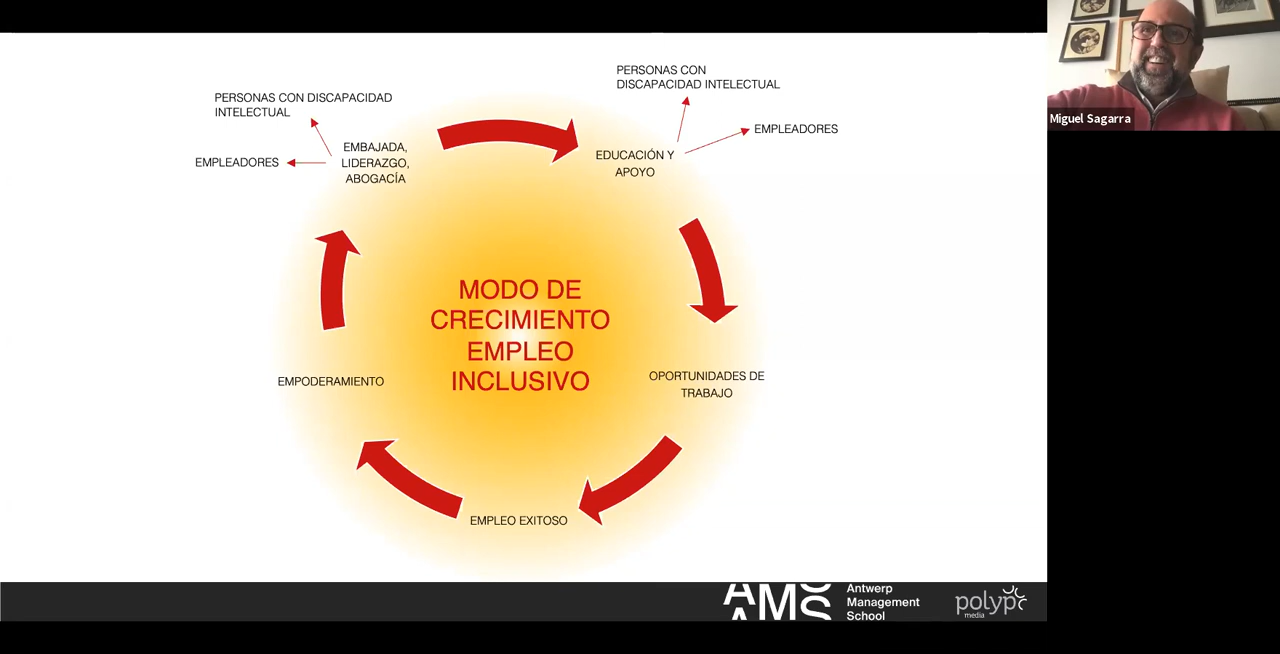 PERSONAS CON DISCAPACIDAD
INTELECTUAL
EMPLEADORES
EMBAJADA,
LIDERAZGO,
ABOGACÍA
PERSONAS CON
DISCAPACIDAD INTELECTUAL
EMPLEADORES
EDUCACIÓN Y
APOYO
MODO DE
CRECIMIENTO
EMPLEO
INCLUSIVO
OPORTUNIDADES DE
TRABAJO
EMPLEO EXITOSO
EMPODERAMIENTO
Miguel Sagarra
AMS
Antwerp
Management
School
polyp
media